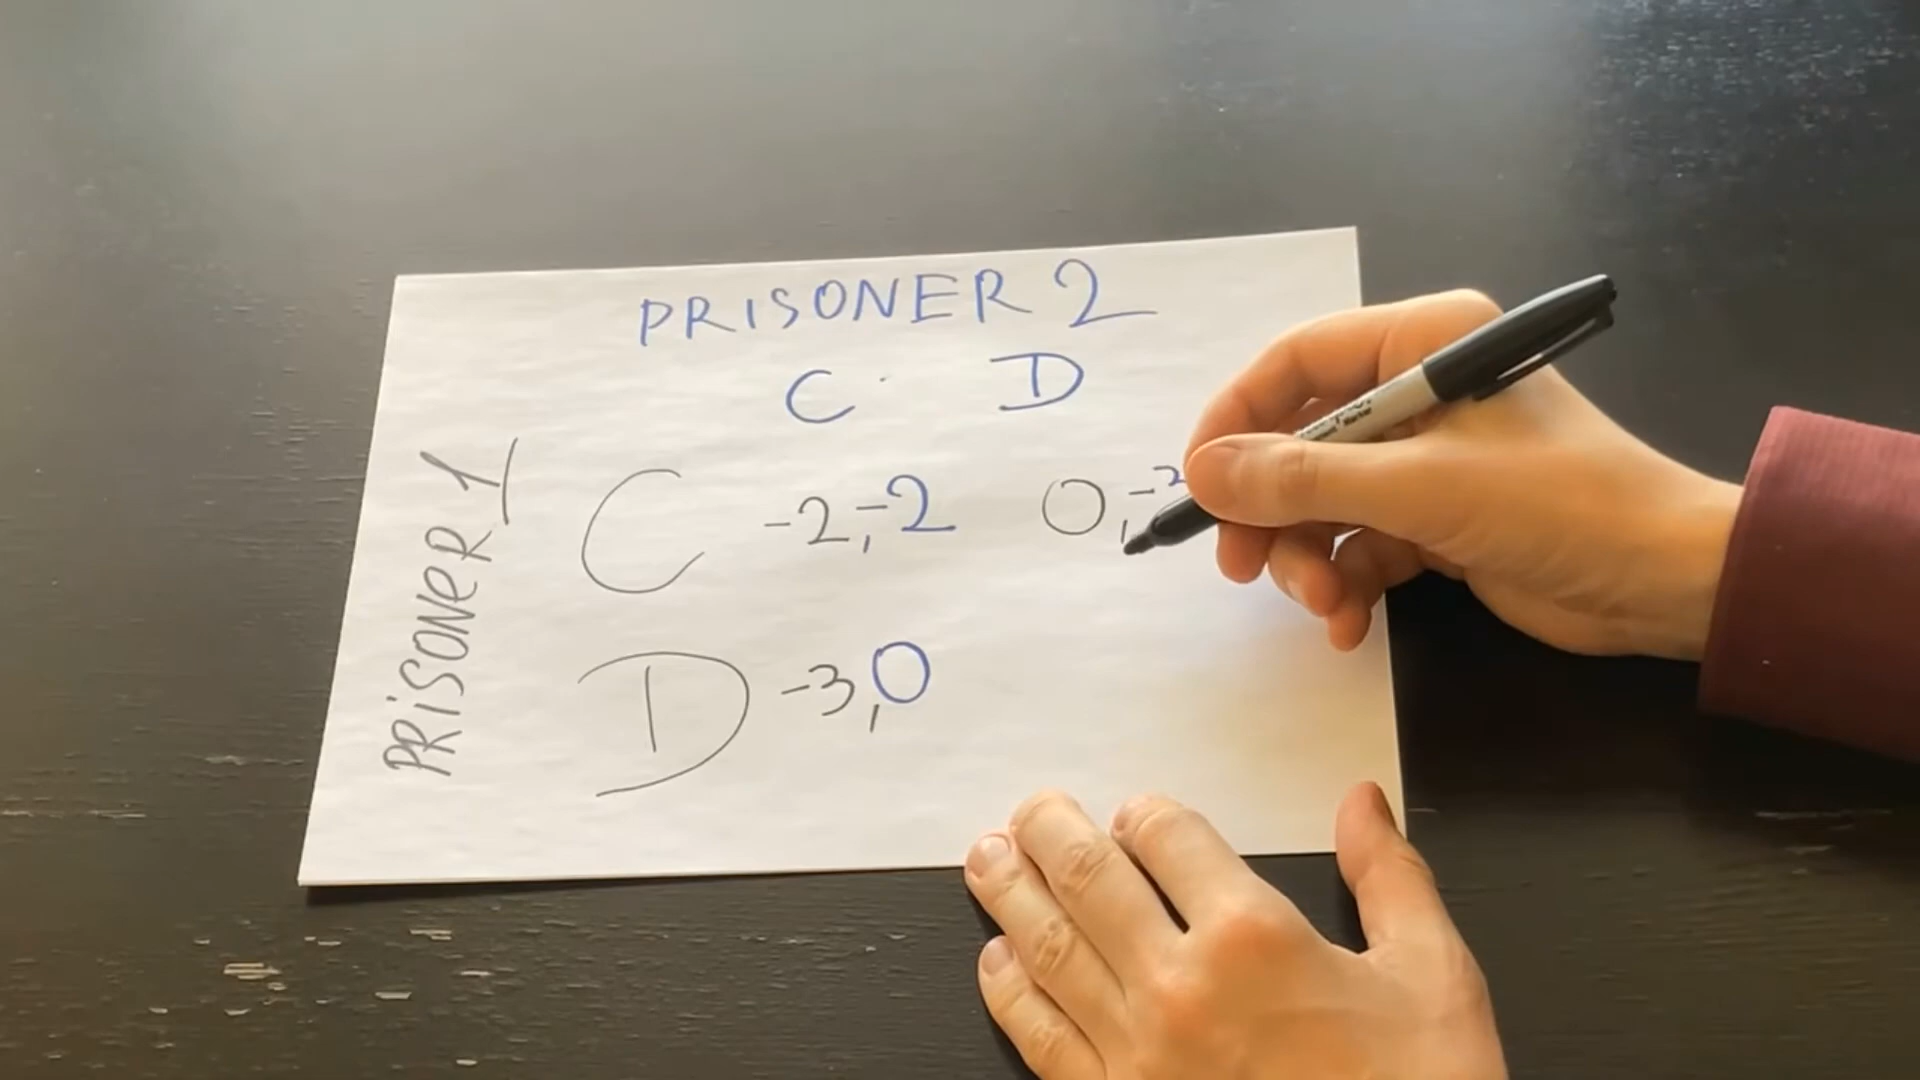 PRISONER 2
C D
PRISONER 1
C -2,-2 0,-
D -3,0